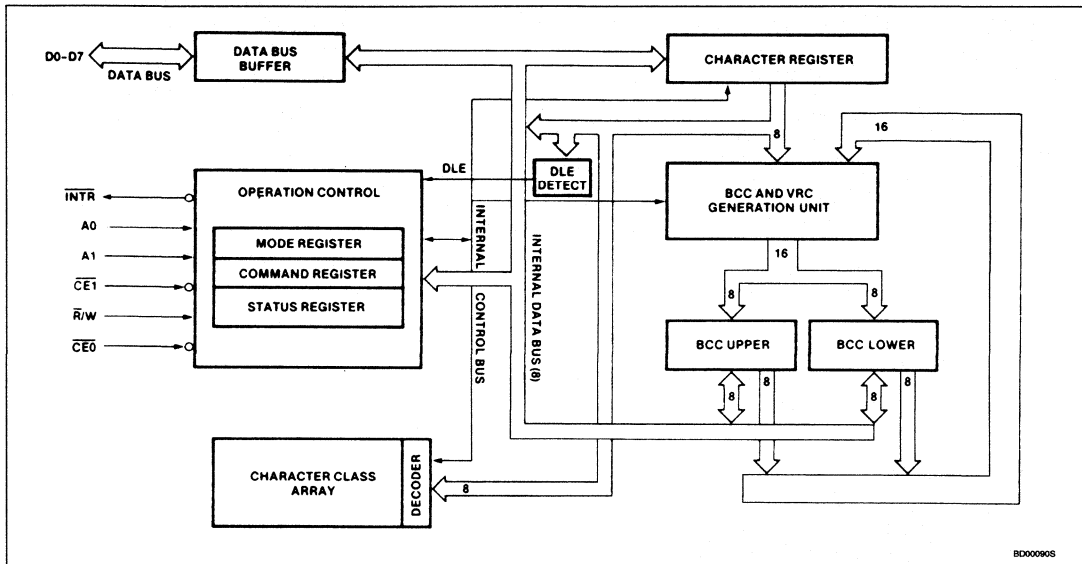 D0-D7
DATA BUS
DATA BUS
BUFFER
CHARACTER REGISTER
8
16
DLE
DLE
DETECT
BCC AND VRC
GENERATION UNIT
OPERATION CONTROL
MODE REGISTER
COMMAND REGISTER
STATUS REGISTER
INTR
A0
A1
CE1
R/W
CE0
INTERNAL CONTROL BUS
INTERNAL DATA BUS (8)
16
8
8
BCC UPPER
BCC LOWER
8
8
8
8
CHARACTER CLASS
ARRAY
DECODER
8
BD00090S